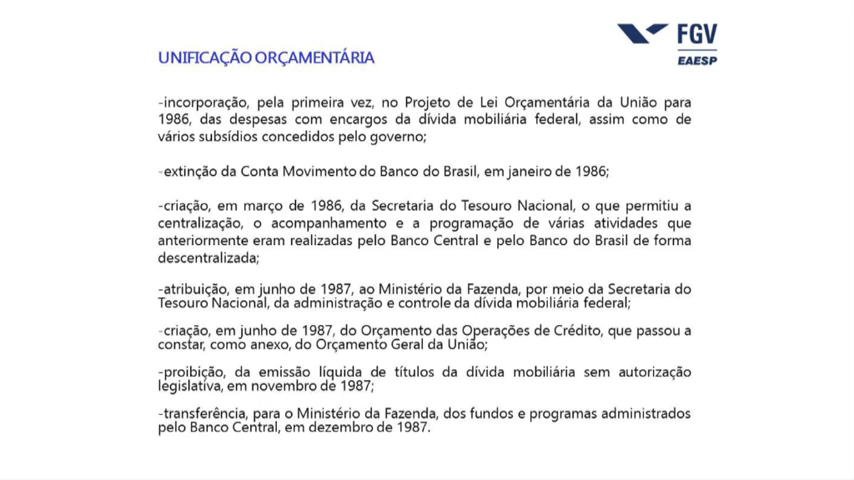 FGV
EAESP
UNIFICAÇÃO ORÇAMENTÁRIA
-incorporação, pela primeira vez, no Projeto de Lei Orçamentária da União para
1986, das despesas com encargos da dívida mobiliária federal, assim como de
vários subsídios concedidos pelo governo;
-extinção da Conta Movimento do Banco do Brasil, em janeiro de 1986;
-criação, em março de 1986, da Secretaria do Tesouro Nacional, o que permitiu a
centralização, o acompanhamento e a programação de várias atividades que
anteriormente eram realizadas pelo Banco Central e pelo Banco do Brasil de forma
descentralizada;
-atribuição, em junho de 1987, ao Ministério da Fazenda, por meio da Secretaria do
Tesouro Nacional, da administração e controle da dívida mobiliária federal;
-criação, em junho de 1987, do Orçamento das Operações de Crédito, que passou a
constar, como anexo, do Orçamento Geral da União;
-proibição, da emissão líquida de títulos da dívida mobiliária sem autorização
legislativa, em novembro de 1987;
-transferência, para o Ministério da Fazenda, dos fundos e programas administrados
pelo Banco Central, em dezembro de 1987.